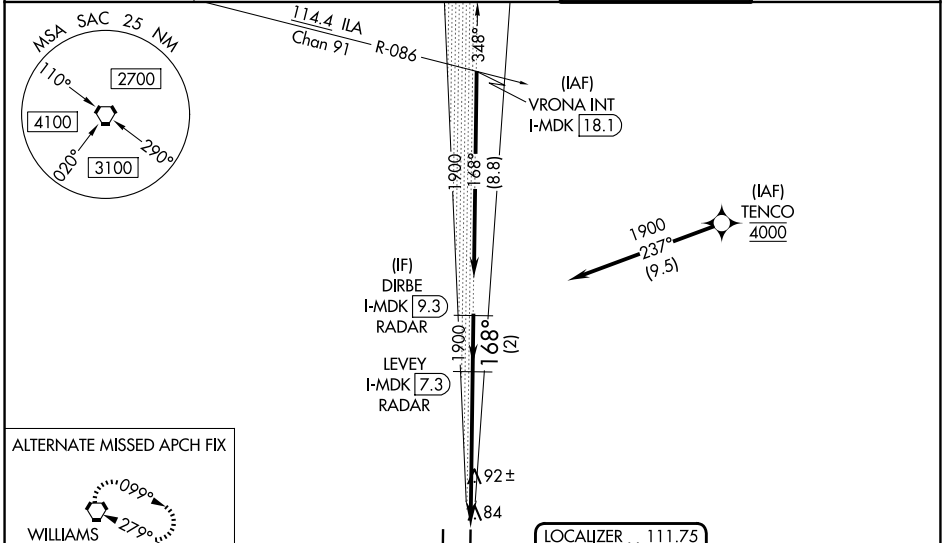 MSA SAC 25 NM
110°
2700
4100
020°
290°
3100
114.4 ILA
Chan 91
R-086
348°
(IAF)
VRONA INT
I-MDK 18.1
1900
168°
(8.8)
(IAF)
TENCO
4000
1900
237°
(9.5)
(IF)
DIRBE
I-MDK 9.3
RADAR
1900
168°
(2)
LEVEY
I-MDK 7.3
RADAR
92 ±
84
ALTERNATE MISSED APCH FIX
099°
279°
WILLIAMS
LOCALIZER 111.75